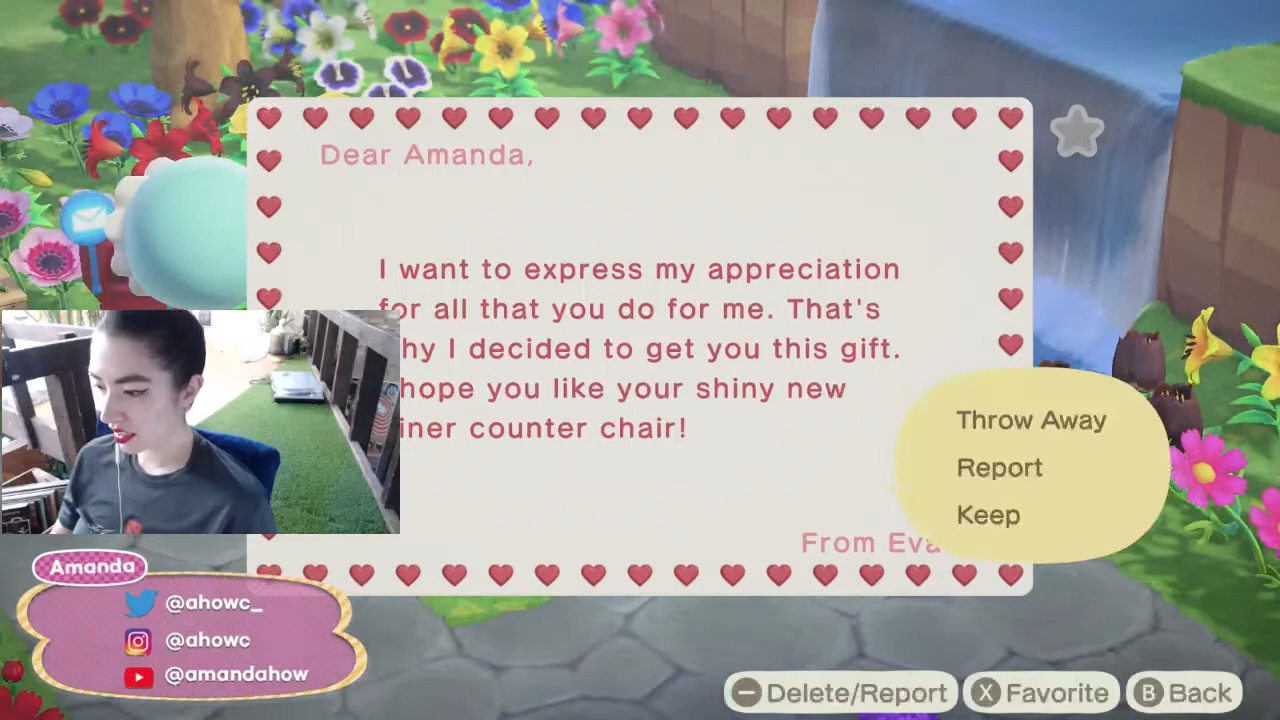 Dear Amanda,
I want to express my appreciation
for all that you do for me. That's
hy I decided to get you this gift.
hope you like your shiny new
iner counter chair!
From Eva
Throw Away
Report
Keep
Amanda
@ahowc_
@ahowc
@amandahow
Delete/Report
X Favorite
B Back